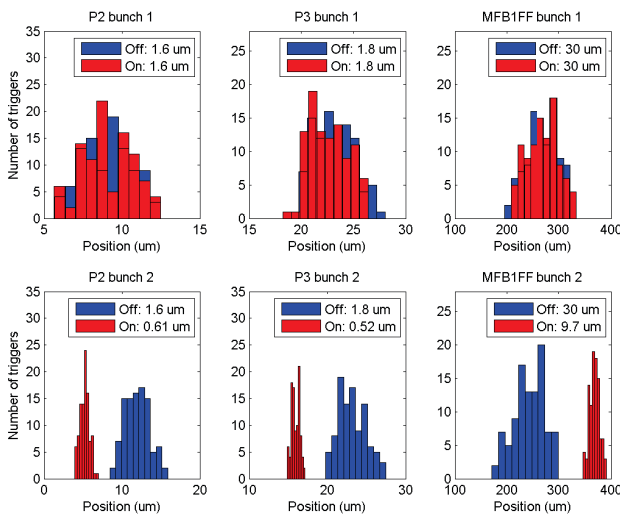 P2 bunch 1
P3 bunch 1
MFB1FF bunch 1
Off: 1.6 um
On: 1.6 um
Off: 1.8 um
On: 1.8 um
Off: 30 um
On: 30 um
Number of triggers
35
30
25
20
15
10
5
0
25
20
15
10
5
0
25
20
15
10
5
0
5 10 15
15 20 25 30
100 200 300 400
Position (um)
Position (um)
Position (um)
P2 bunch 2
P3 bunch 2
MFB1FF bunch 2
Off: 1.6 um
On: 0.61 um
Off: 1.8 um
On: 0.52 um
Off: 30 um
On: 9.7 um
Number of triggers
35
30
25
20
15
10
5
0
35
30
25
20
15
10
5
0
25
20
15
10
5
0
0 10 20
10 20 30
100 200 300 400
Position (um)
Position (um)
Position (um)